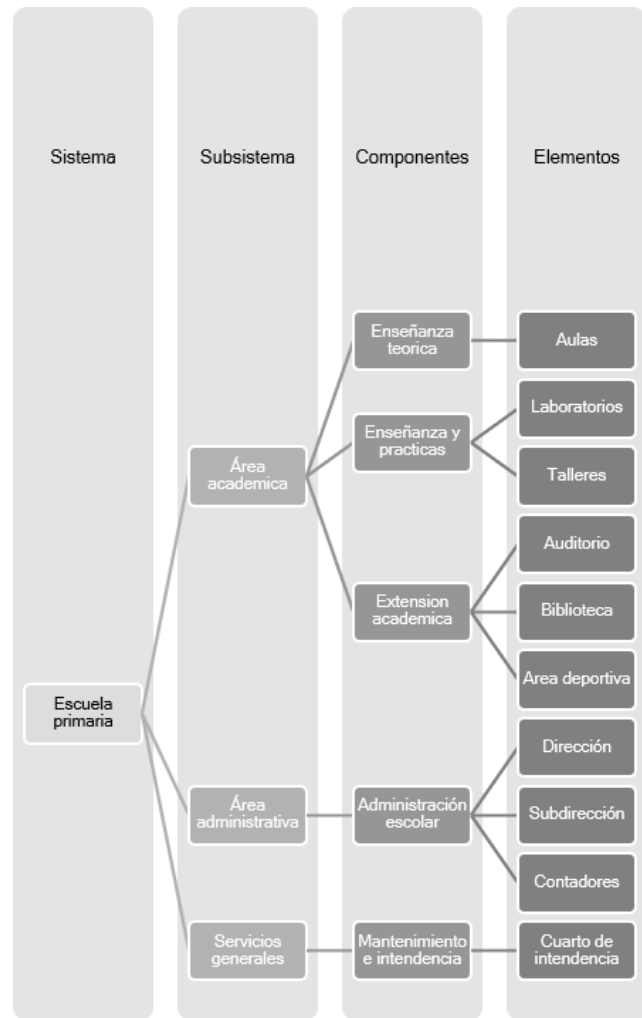 Sistema
Subsistema
Componentes
Elementos
Enseñanza
teorica
Aulas
Enseñanza y
practicas
Laboratorios
Talleres
Área
academica
Auditorio
Extension
academica
Biblioteca
Area deportiva
Escuela
primaria
Dirección
Área
administrativa
Administración
escolar
Subdirección
Contadores
Servicios
generales
Mantenimiento
e intendencia
Cuarto de
intendencia